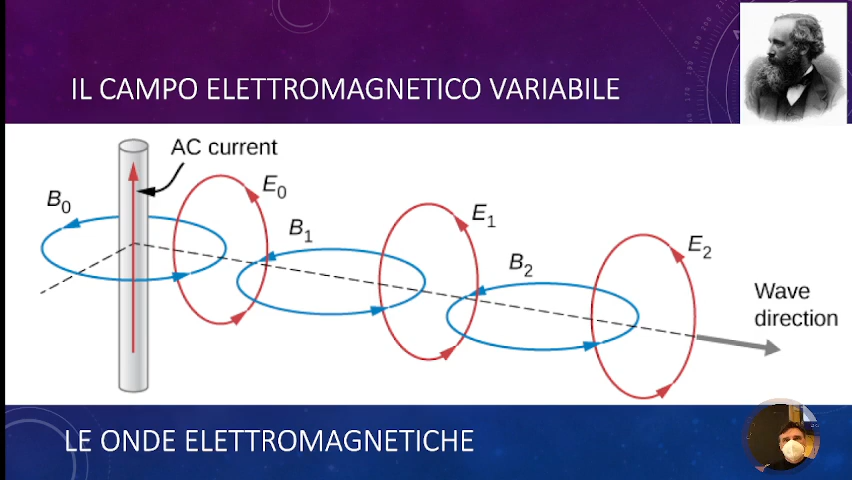 IL CAMPO ELETTROMAGNETICO VARIABILE
AC current
B0
E0
B1
E1
B2
E2
Wave
direction
LE ONDE ELETTROMAGNETICHE